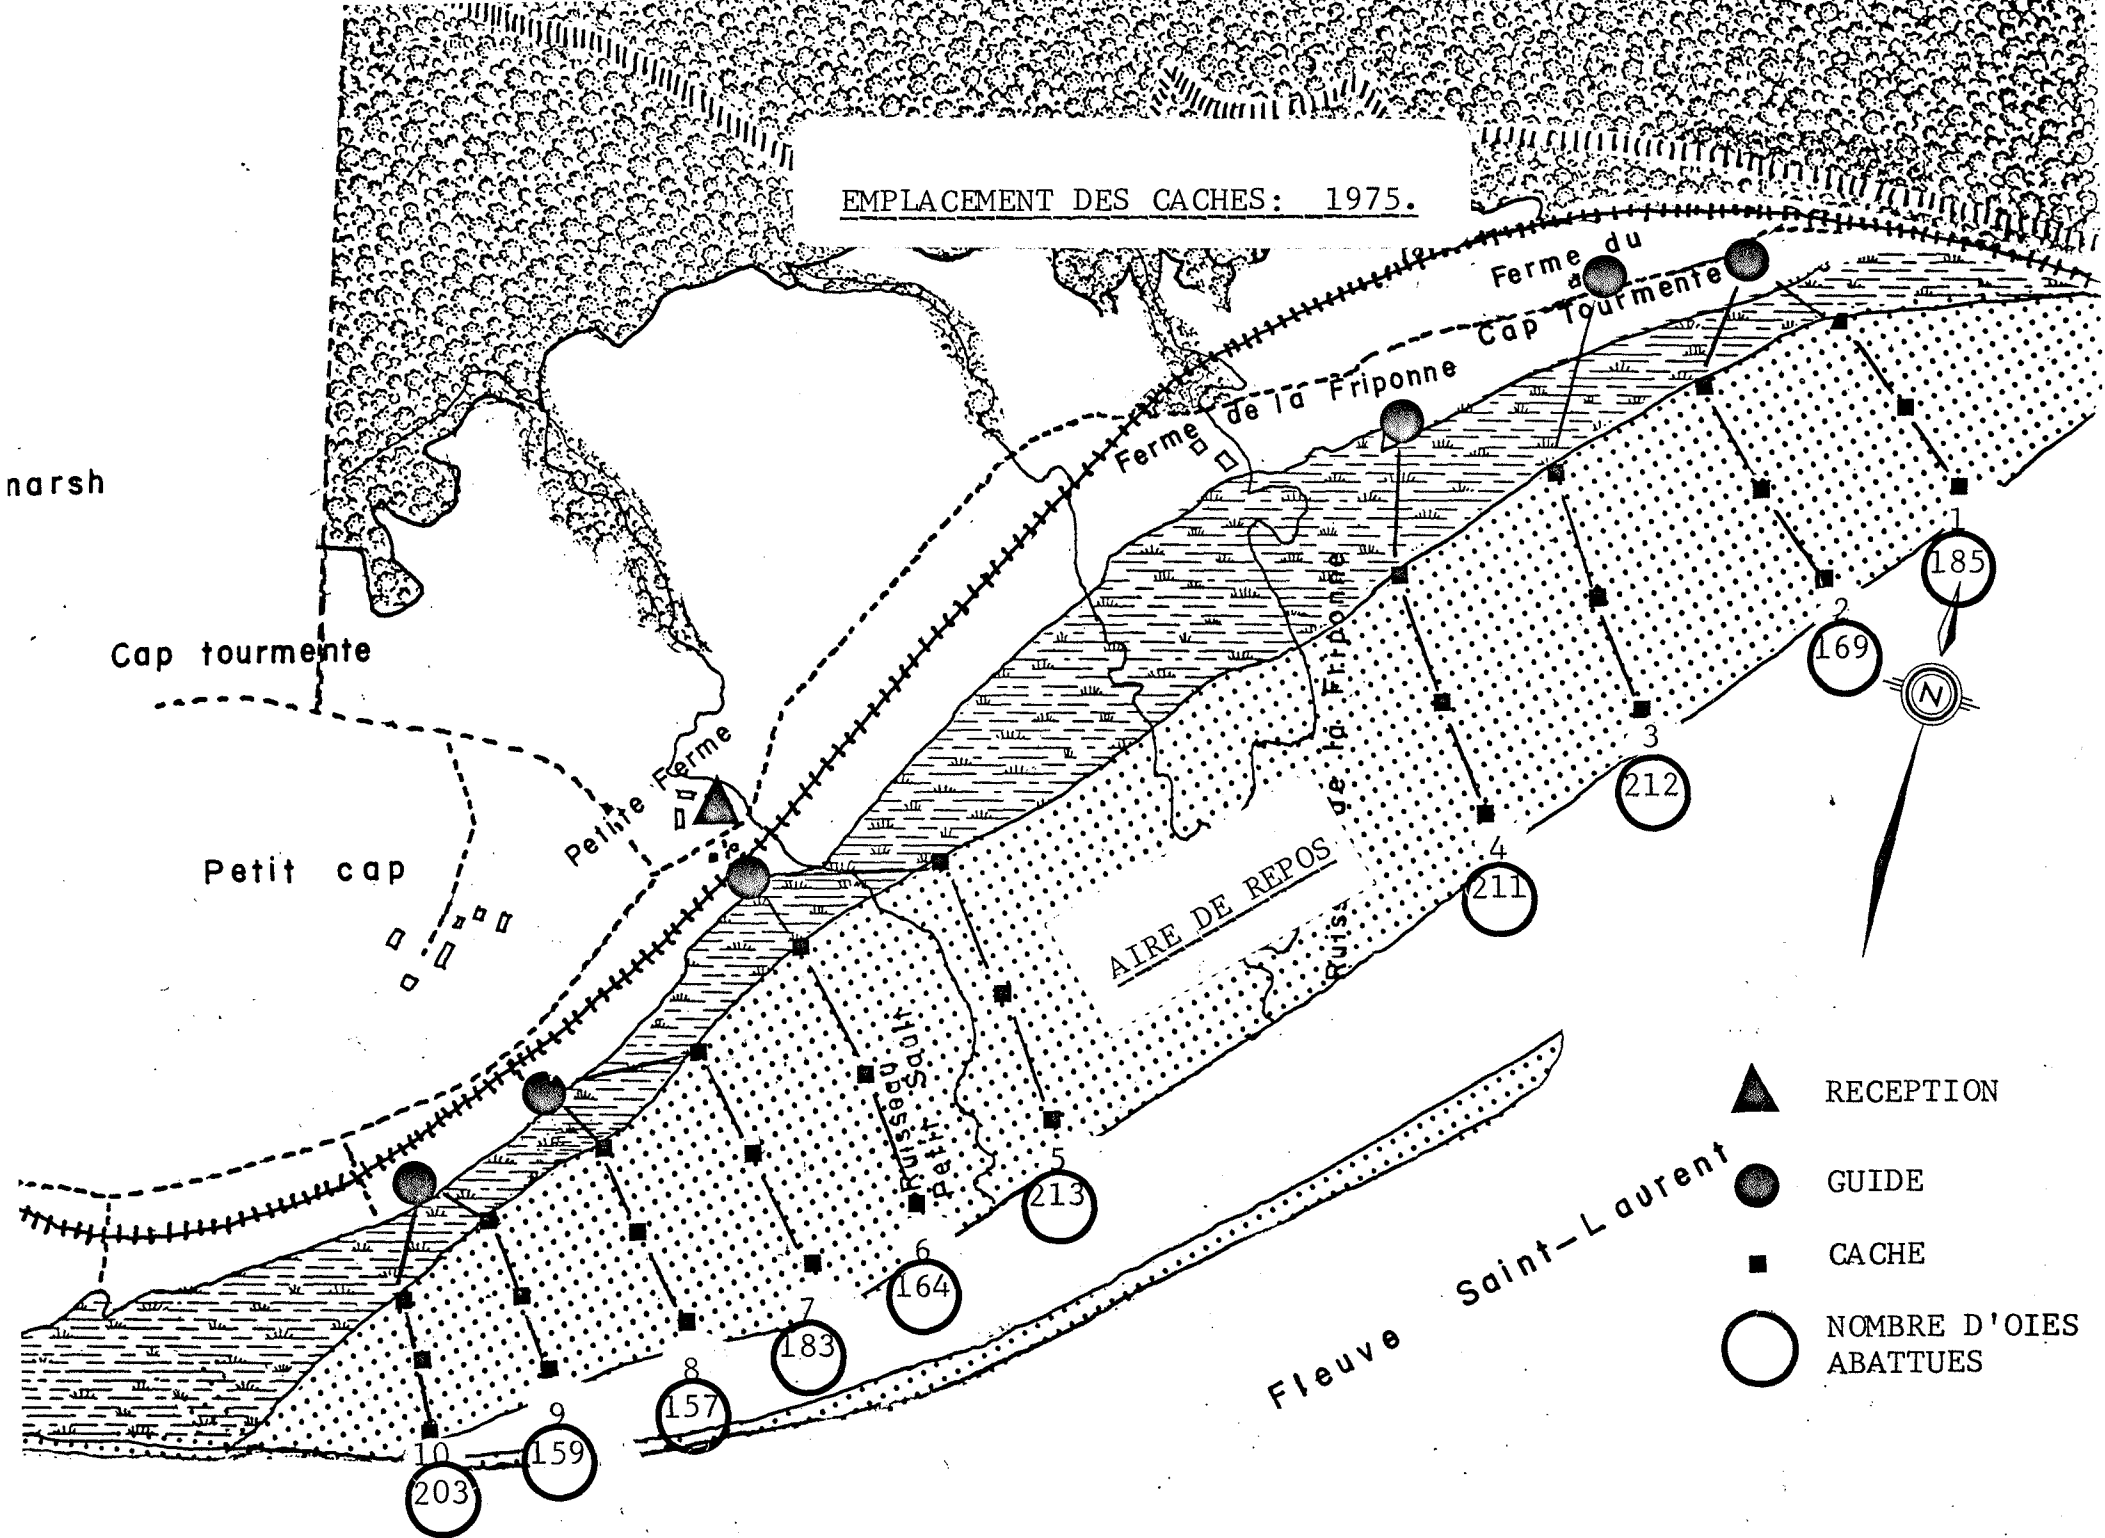 EMPLACEMENT DES CACHES: 1975.
Ferme du
Cap Tourmente
Ferme de la Friponne
marsh
Cap tourmente
Petite Ferme
Petit cap
Ruiss de la Friponne
AIRE DE REPOS
Ruisseau
Petit Sault
1
185
2
169
N
3
212
4
211
5
213
6
164
7
183
8
157
9
159
10
203
Fleuve Saint-Laurent
RECEPTION
GUIDE
CACHE
NOMBRE D'OIES
ABATTUES